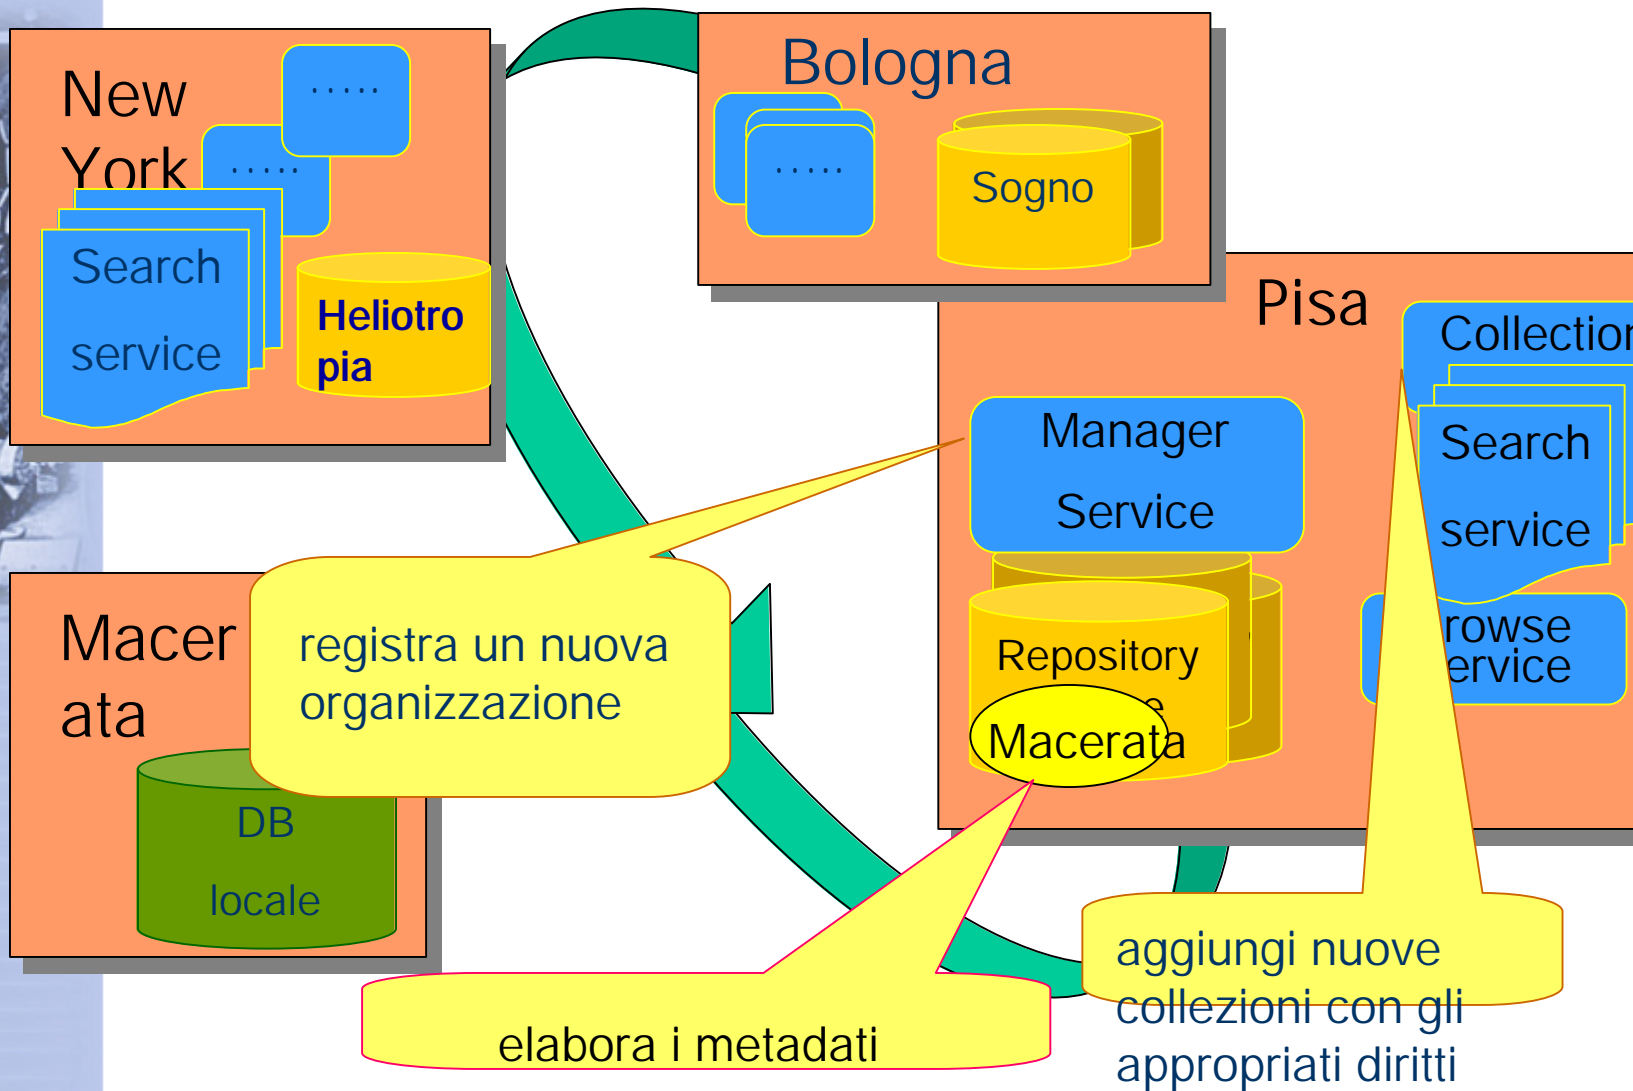 New
York
. . . . .
. . . . .
Search
service
Heliotro
pia
Bologna
. . . . .
Sogno
Pisa
Collection
Manager
Service
Search
service
Repository
e
Macerata
rowse
ervice
Macer
ata
DB
locale
registra un nuova
organizzazione
elabora i metadati
aggiungi nuove
collezioni con gli
appropriati diritti